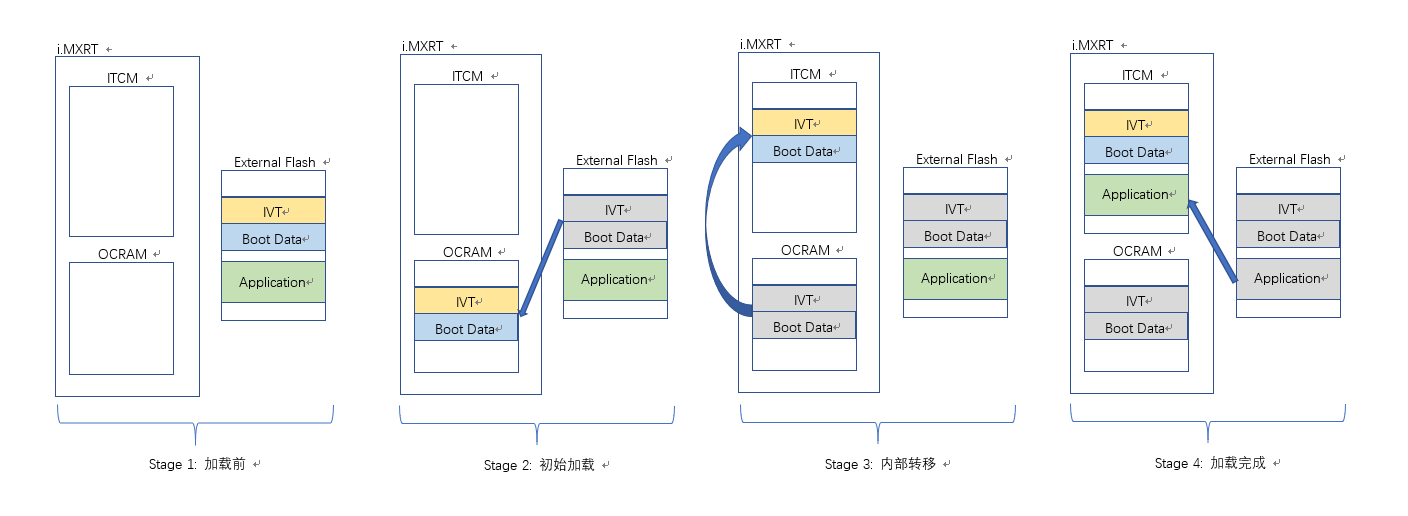 i.MXRT ↵
ITCM ↵
OCRAM ↵
External Flash ↵
IVT↵
Boot Data↵
Application↵
Stage 1: 加载前 ↵
i.MXRT ↵
ITCM ↵
OCRAM ↵
IVT↵
Boot Data↵
External Flash ↵
IVT↵
Boot Data↵
Application↵
Stage 2: 初始加载 ↵
i.MXRT ↵
ITCM ↵
IVT↵
Boot Data↵
OCRAM ↵
IVT↵
Boot Data↵
External Flash ↵
IVT↵
Boot Data↵
Application↵
Stage 3: 内部转移 ↵
i.MXRT ↵
ITCM ↵
IVT↵
Boot Data↵
Application↵
OCRAM ↵
IVT↵
Boot Data↵
External Flash ↵
IVT↵
Boot Data↵
Application↵
Stage 4: 加载完成 ↵